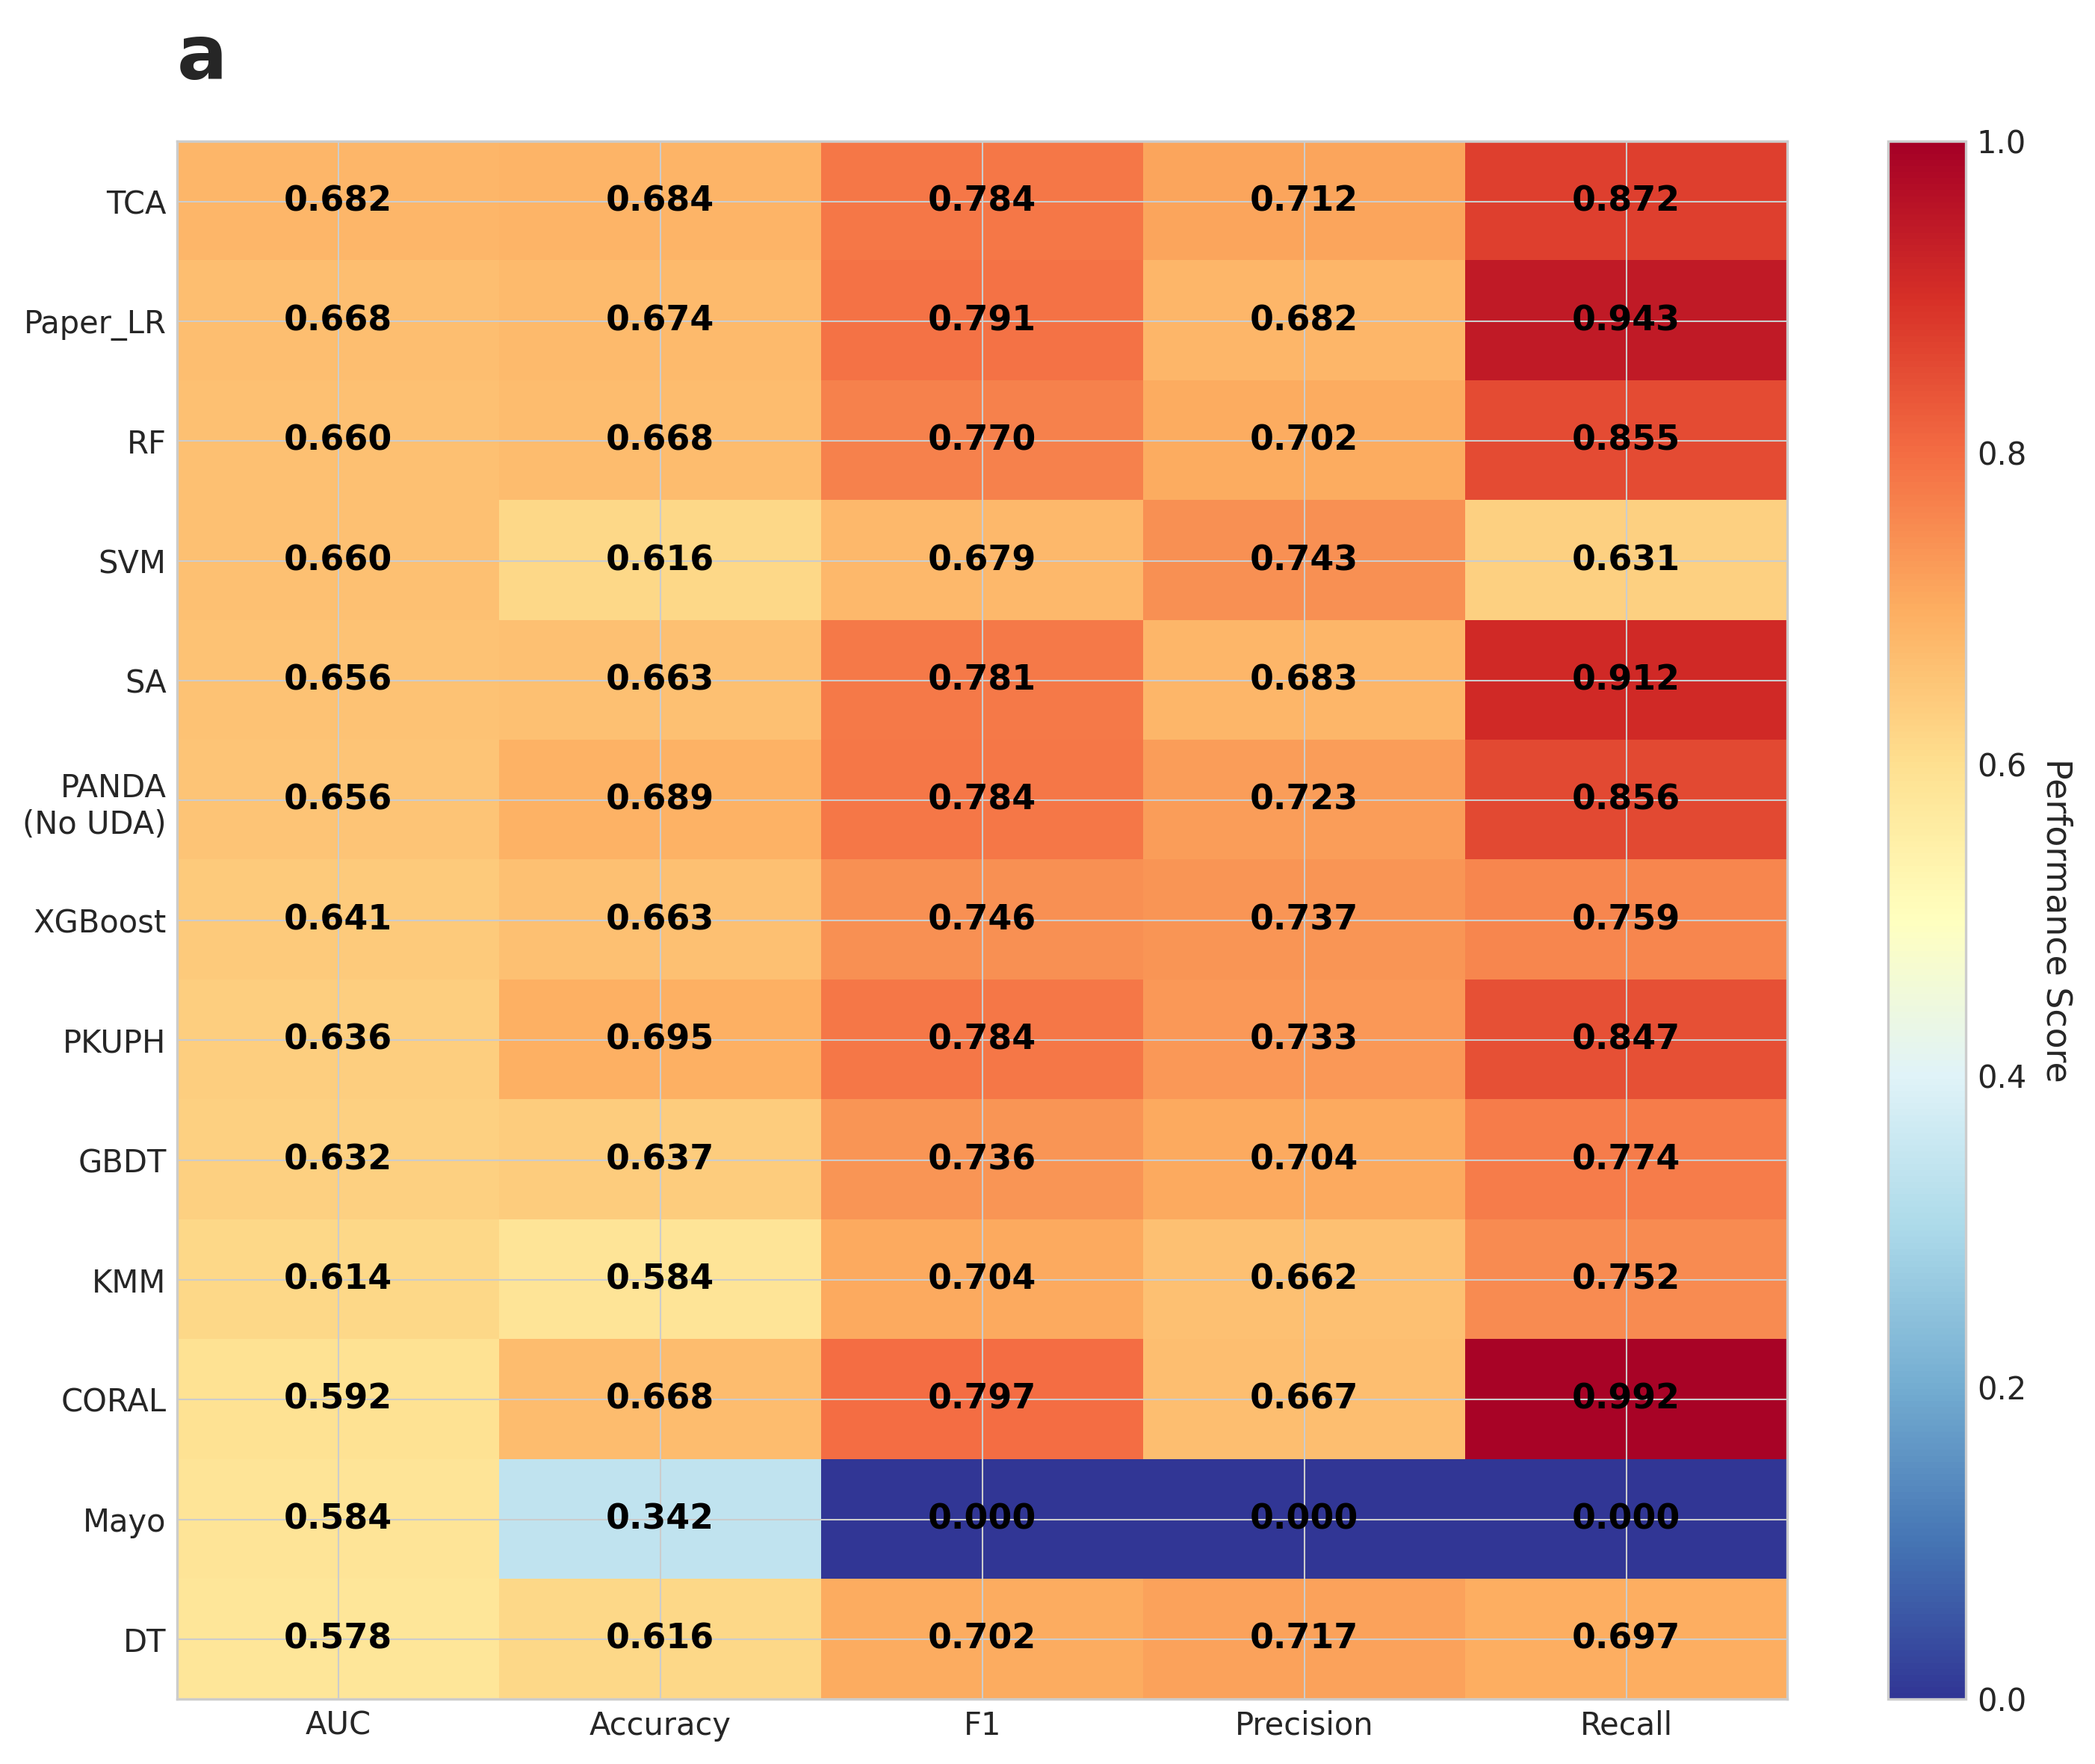 a
TCA 0.682 0.684 0.784 0.712 0.872
Paper_LR 0.668 0.674 0.791 0.682 0.943
RF 0.660 0.668 0.770 0.702 0.855
SVM 0.660 0.616 0.679 0.743 0.631
SA 0.656 0.663 0.781 0.683 0.912
PANDA
(No UDA) 0.656 0.689 0.784 0.723 0.856
XGBoost 0.641 0.663 0.746 0.737 0.759
PKUPH 0.636 0.695 0.784 0.733 0.847
GBDT 0.632 0.637 0.736 0.704 0.774
KMM 0.614 0.584 0.704 0.662 0.752
CORAL 0.592 0.668 0.797 0.667 0.992
Mayo 0.584 0.342 0.000 0.000 0.000
DT 0.578 0.616 0.702 0.717 0.697
AUC Accuracy F1 Precision Recall
1.0
0.8
0.6
0.4
0.2
0.0
Performance Score